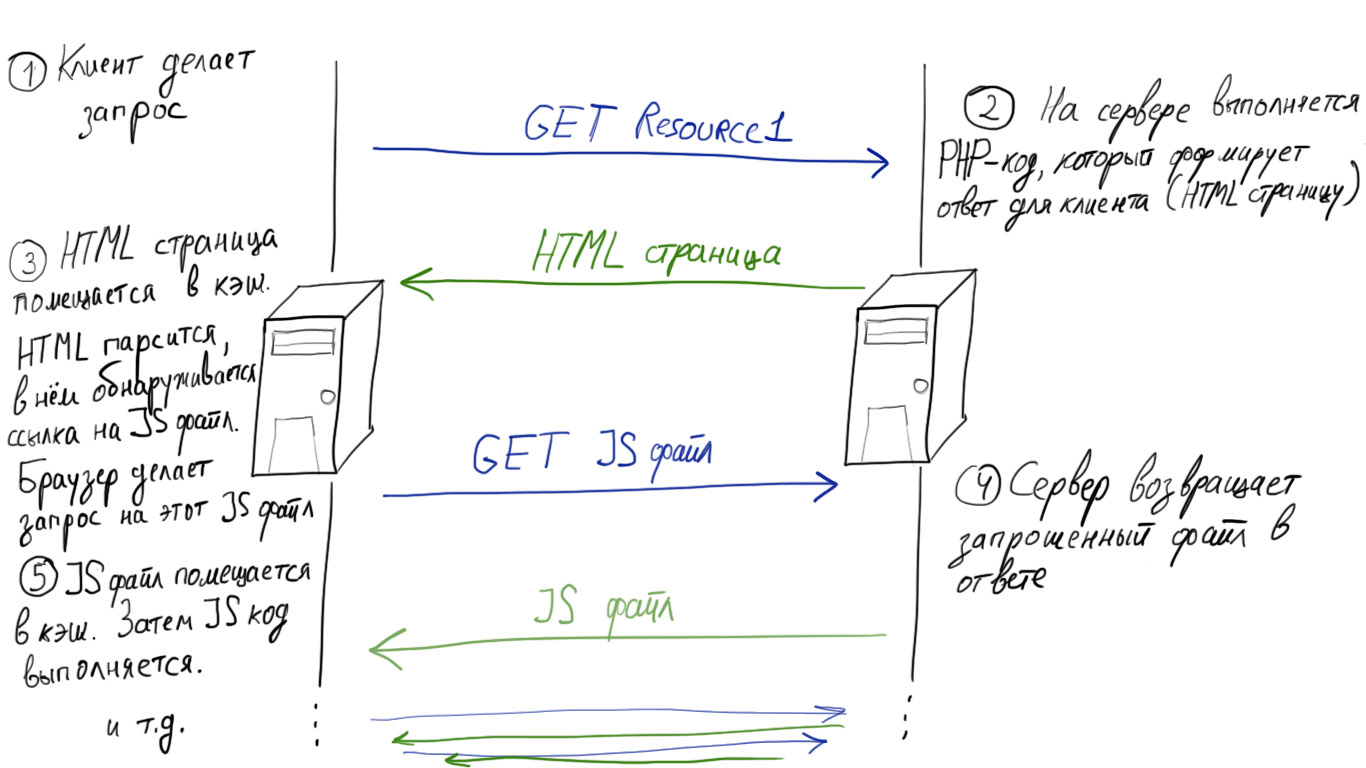 1 Клиент делает
запрос
GET Resource1
2 На сервере выполняется
PHP-код, который формирует
ответ для клиента (HTML страницу)
HTML страница
3 HTML страница
помещается в кэш.
HTML парсится,
в нём обнаруживается
ссылка на JS файл.
Браузер делает
запрос на этот JS файл
GET JS файл
4 Сервер возвращает
запрошенный файл в
ответе
JS файл
5 JS файл помещается
в кэш. Затем JS код
выполняется.
и т.д.